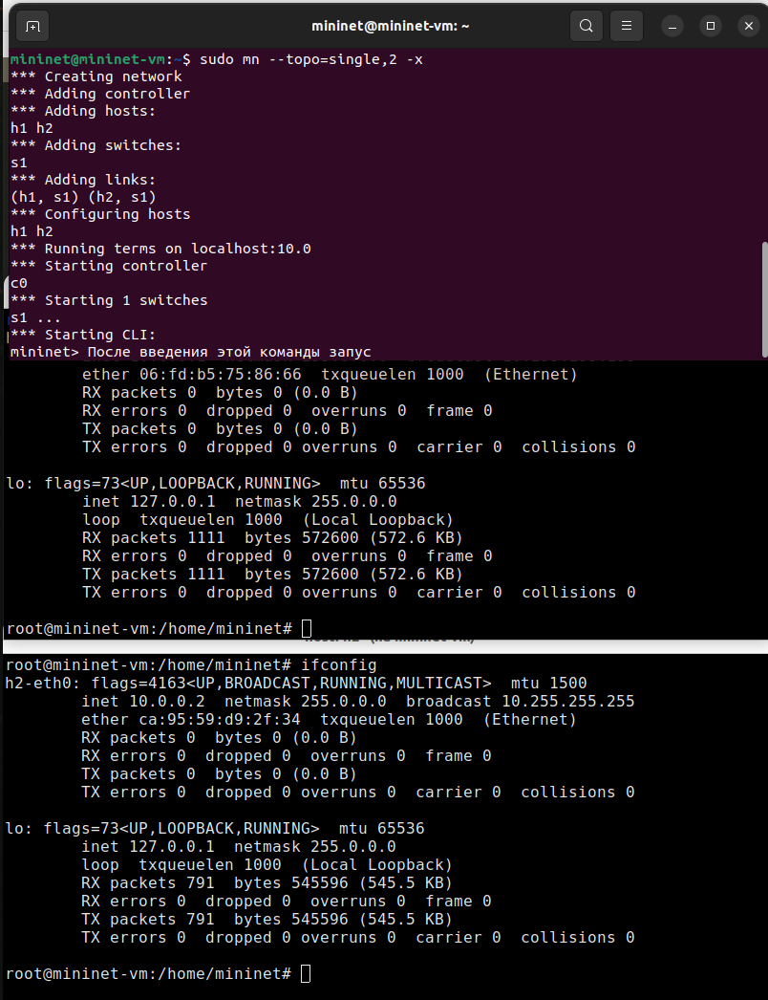 mininet@mininet-vm: ~
mininet@mininet-vm:~$ sudo mn --topo=single,2 -x
*** Creating network
*** Adding controller
*** Adding hosts:
h1 h2
*** Adding switches:
s1
*** Adding links:
(h1, s1) (h2, s1)
*** Configuring hosts
h1 h2
*** Running terms on localhost:10.0
*** Starting controller
c0
*** Starting 1 switches
s1 ...
*** Starting CLI:
mininet> После введения этой команды запус
ether 06:fd:b5:75:86:66  txqueuelen 1000  (Ethernet)
RX packets 0  bytes 0 (0.0 B)
RX errors 0  dropped 0  overruns 0  frame 0
TX packets 0  bytes 0 (0.0 B)
TX errors 0  dropped 0 overruns 0  carrier 0  collisions 0
lo: flags=73<UP,LOOPBACK,RUNNING>  mtu 65536
inet 127.0.0.1  netmask 255.0.0.0
loop  txqueuelen 1000  (Local Loopback)
RX packets 1111  bytes 572600 (572.6 KB)
RX errors 0  dropped 0  overruns 0  frame 0
TX packets 1111  bytes 572600 (572.6 KB)
TX errors 0  dropped 0 overruns 0  carrier 0  collisions 0
root@mininet-vm:/home/mininet#
root@mininet-vm:/home/mininet# ifconfig
h2-eth0: flags=4163<UP,BROADCAST,RUNNING,MULTICAST>  mtu 1500
inet 10.0.0.2  netmask 255.0.0.0  broadcast 10.255.255.255
ether ca:95:59:d9:2f:34  txqueuelen 1000  (Ethernet)
RX packets 0  bytes 0 (0.0 B)
RX errors 0  dropped 0  overruns 0  frame 0
TX packets 0  bytes 0 (0.0 B)
TX errors 0  dropped 0 overruns 0  carrier 0  collisions 0
lo: flags=73<UP,LOOPBACK,RUNNING>  mtu 65536
inet 127.0.0.1  netmask 255.0.0.0
loop  txqueuelen 1000  (Local Loopback)
RX packets 791  bytes 545596 (545.5 KB)
RX errors 0  dropped 0  overruns 0  frame 0
TX packets 791  bytes 545596 (545.5 KB)
TX errors 0  dropped 0 overruns 0  carrier 0  collisions 0
root@mininet-vm:/home/mininet#